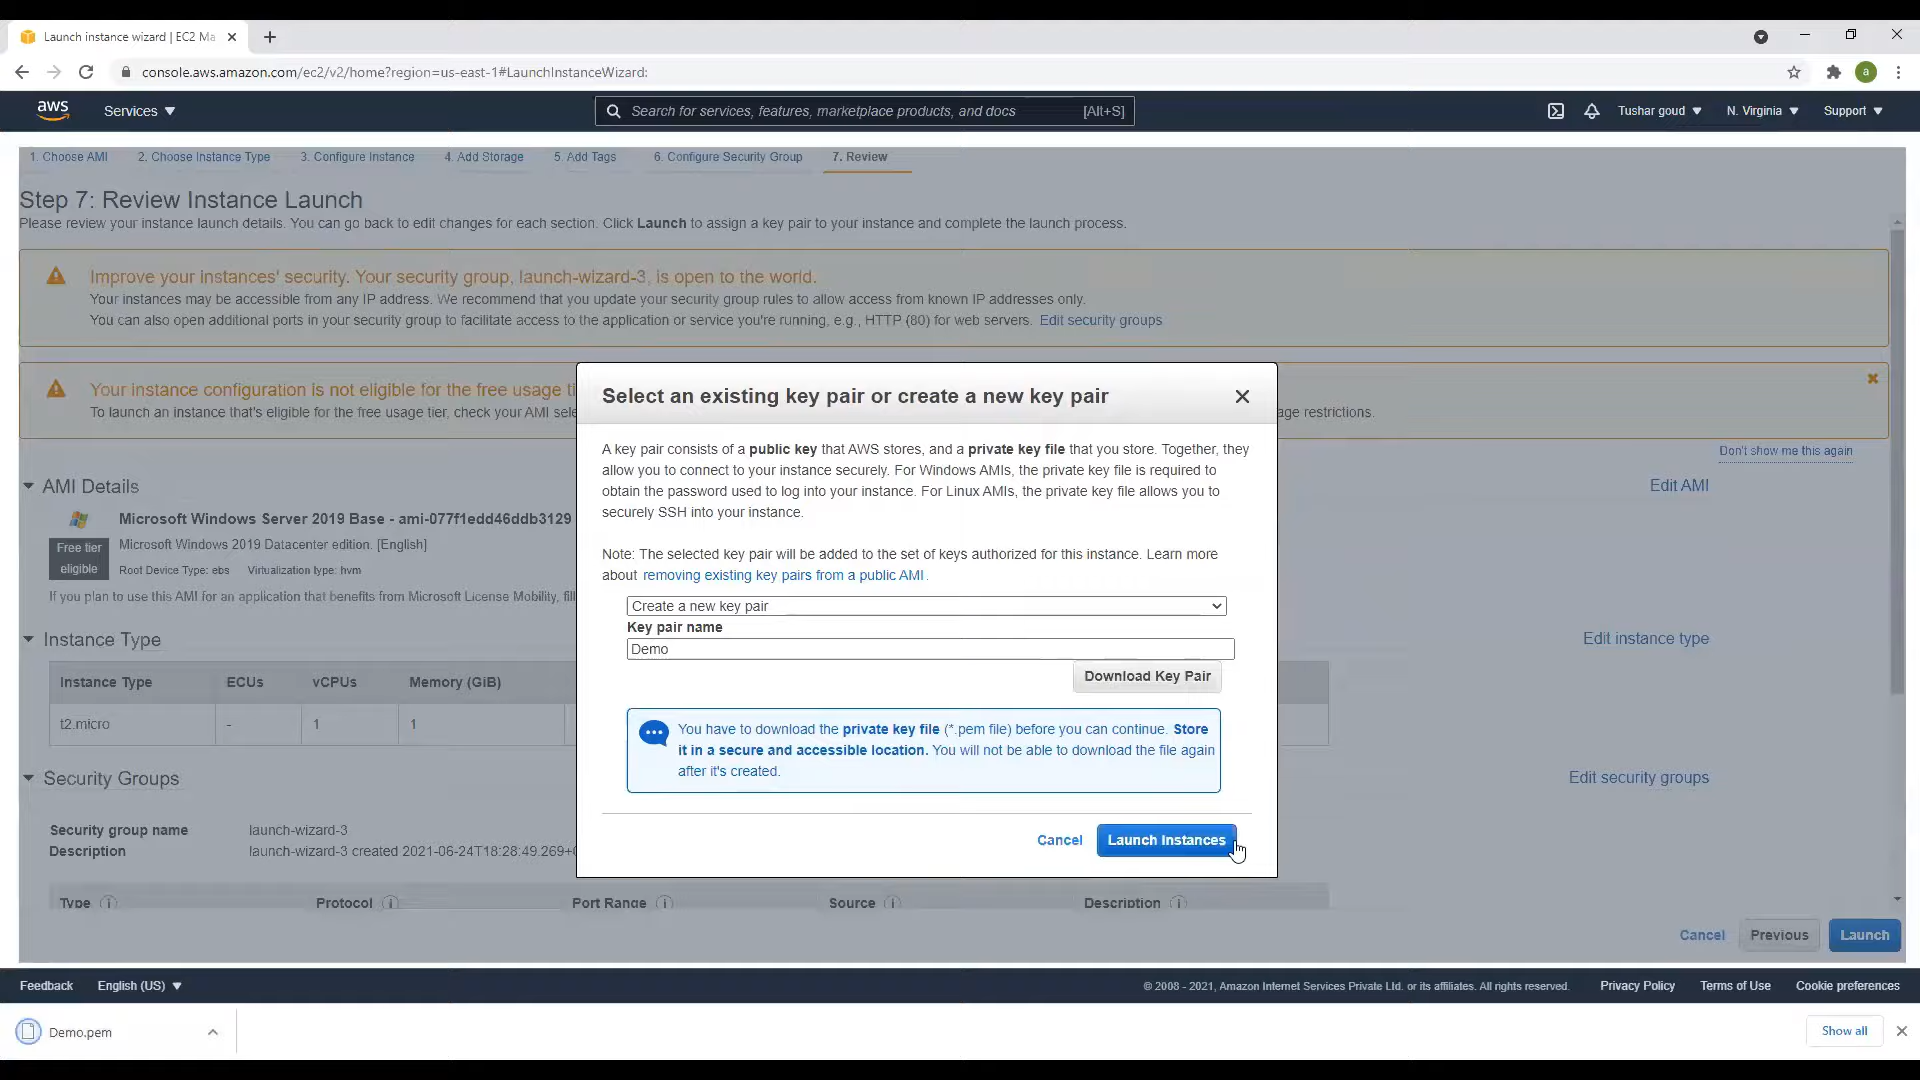 Launch instance wizard | EC2 Ma
console.aws.amazon.com/ec2/v2/home?region=us-east-1#LaunchInstanceWizard:
a
aws
Services
Search for services, features, marketplace products, and docs
[Alt+S]
Tushar goud
N. Virginia
Support
1. Choose AMI
2. Choose Instance Type
3. Configure Instance
4. Add Storage
5. Add Tags
6. Configure Security Group
7. Review
Step 7: Review Instance Launch
Please review your instance launch details. You can go back to edit changes for each section. Click Launch to assign a key pair to your instance and complete the launch process.
Improve your instances' security. Your security group, launch-wizard-3, is open to the world.
Your instances may be accessible from any IP address. We recommend that you update your security group rules to allow access from known IP addresses only.
You can also open additional ports in your security group to facilitate access to the application or service you're running, e.g., HTTP (80) for web servers. Edit security groups
Your instance configuration is not eligible for the free usage ti
To launch an instance that's eligible for the free usage tier, check your AMI sele
age restrictions.
Don't show me this again
AMI Details
Edit AMI
Microsoft Windows Server 2019 Base - ami-077f1edd46ddb3129
Free tier
eligible
Microsoft Windows 2019 Datacenter edition. [English]
Root Device Type: ebs
Virtualization type: hvm
If you plan to use this AMI for an application that benefits from Microsoft License Mobility, fill
Instance Type
Edit instance type
Instance Type
ECUs
vCPUs
Memory (GiB)
t2.micro
-
1
1
Security Groups
Edit security groups
Security group name
launch-wizard-3
Description
launch-wizard-3 created 2021-06-24T18:28:49.269+0
Type
Protocol
Port Range
Source
Description
Select an existing key pair or create a new key pair
A key pair consists of a public key that AWS stores, and a private key file that you store. Together, they
allow you to connect to your instance securely. For Windows AMIs, the private key file is required to
obtain the password used to log into your instance. For Linux AMIs, the private key file allows you to
securely SSH into your instance.
Note: The selected key pair will be added to the set of keys authorized for this instance. Learn more
about removing existing key pairs from a public AMI.
Create a new key pair
Key pair name
Demo
Download Key Pair
You have to download the private key file (*.pem file) before you can continue. Store
it in a secure and accessible location. You will not be able to download the file again
after it's created.
Cancel
Launch Instances
Cancel
Previous
Launch
Feedback
English (US)
© 2008 - 2021, Amazon Internet Services Private Ltd. or its affiliates. All rights reserved.
Privacy Policy
Terms of Use
Cookie preferences
Demo.pem
Show all